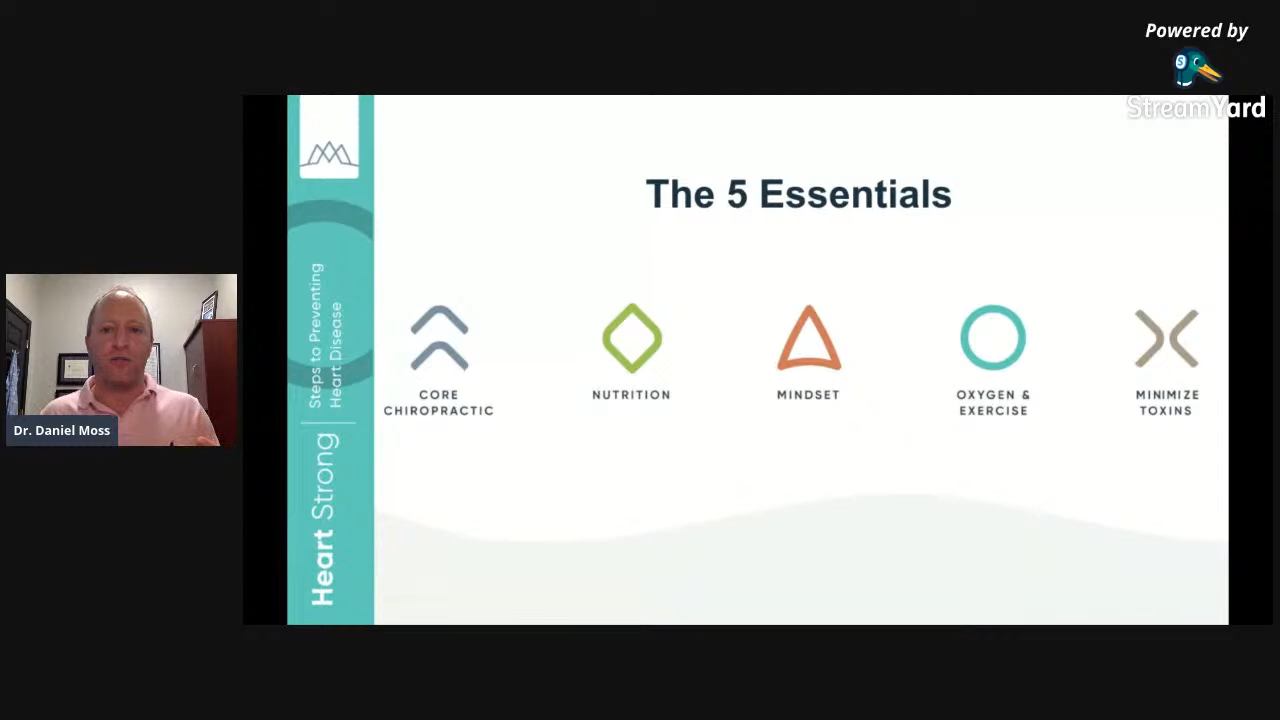 Powered by
StreamYard
The 5 Essentials
CORE
CHIROPRACTIC
NUTRITION
MINDSET
OXYGEN &
EXERCISE
MINIMIZE
TOXINS
Heart Strong
Steps to Preventing
Heart Disease
Dr. Daniel Moss